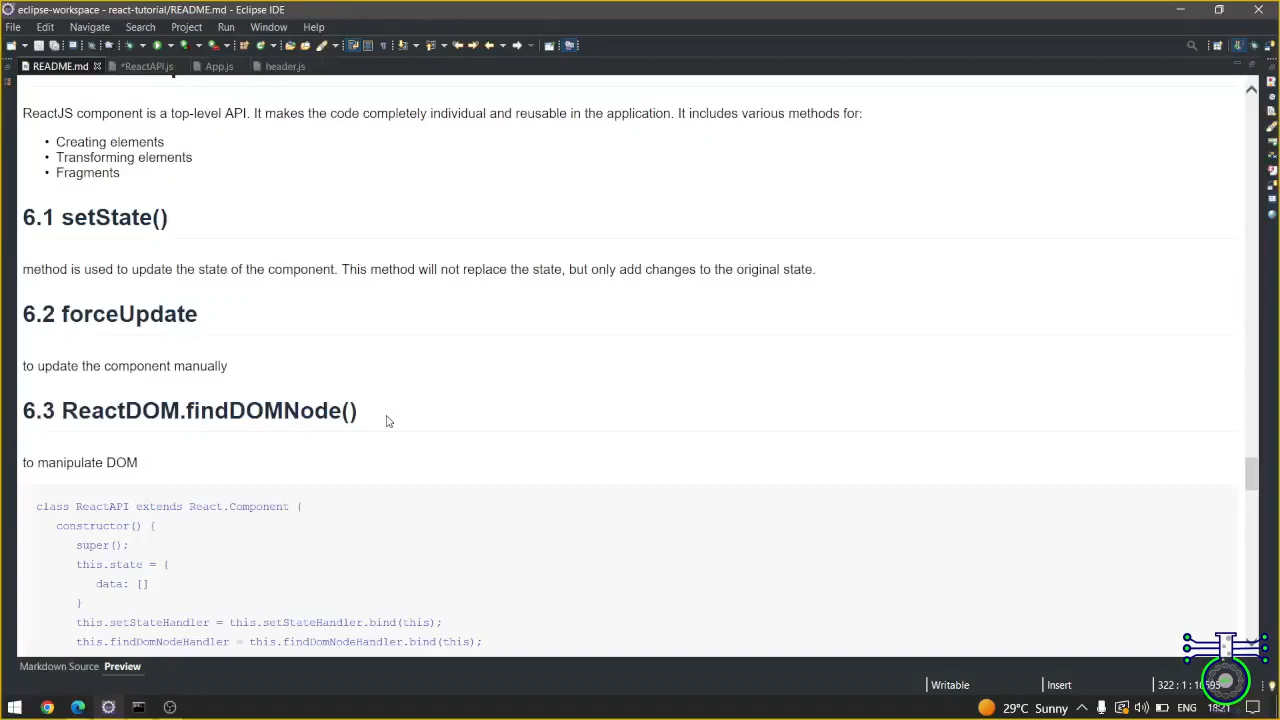 eclipse-workspace - react-tutorial/README.md - Eclipse IDE
File Edit Navigate Search Project Run Window Help
README.md *ReactAPI.js App.js header.js
ReactJS component is a top-level API. It makes the code completely individual and reusable in the application. It includes various methods for:
• Creating elements
• Transforming elements
• Fragments
6.1 setState()
method is used to update the state of the component. This method will not replace the state, but only add changes to the original state.
6.2 forceUpdate
to update the component manually
6.3 ReactDOM.findDOMNode()
to manipulate DOM
class ReactAPI extends React.Component {
constructor() {
super();
this.state = {
data: []
}
this.setStateHandler = this.setStateHandler.bind(this);
this.findDomNodeHandler = this.findDomNodeHandler.bind(this);
Markdown Source Preview
Writable Insert 322 : 1 :
29°C Sunny ENG 18:21